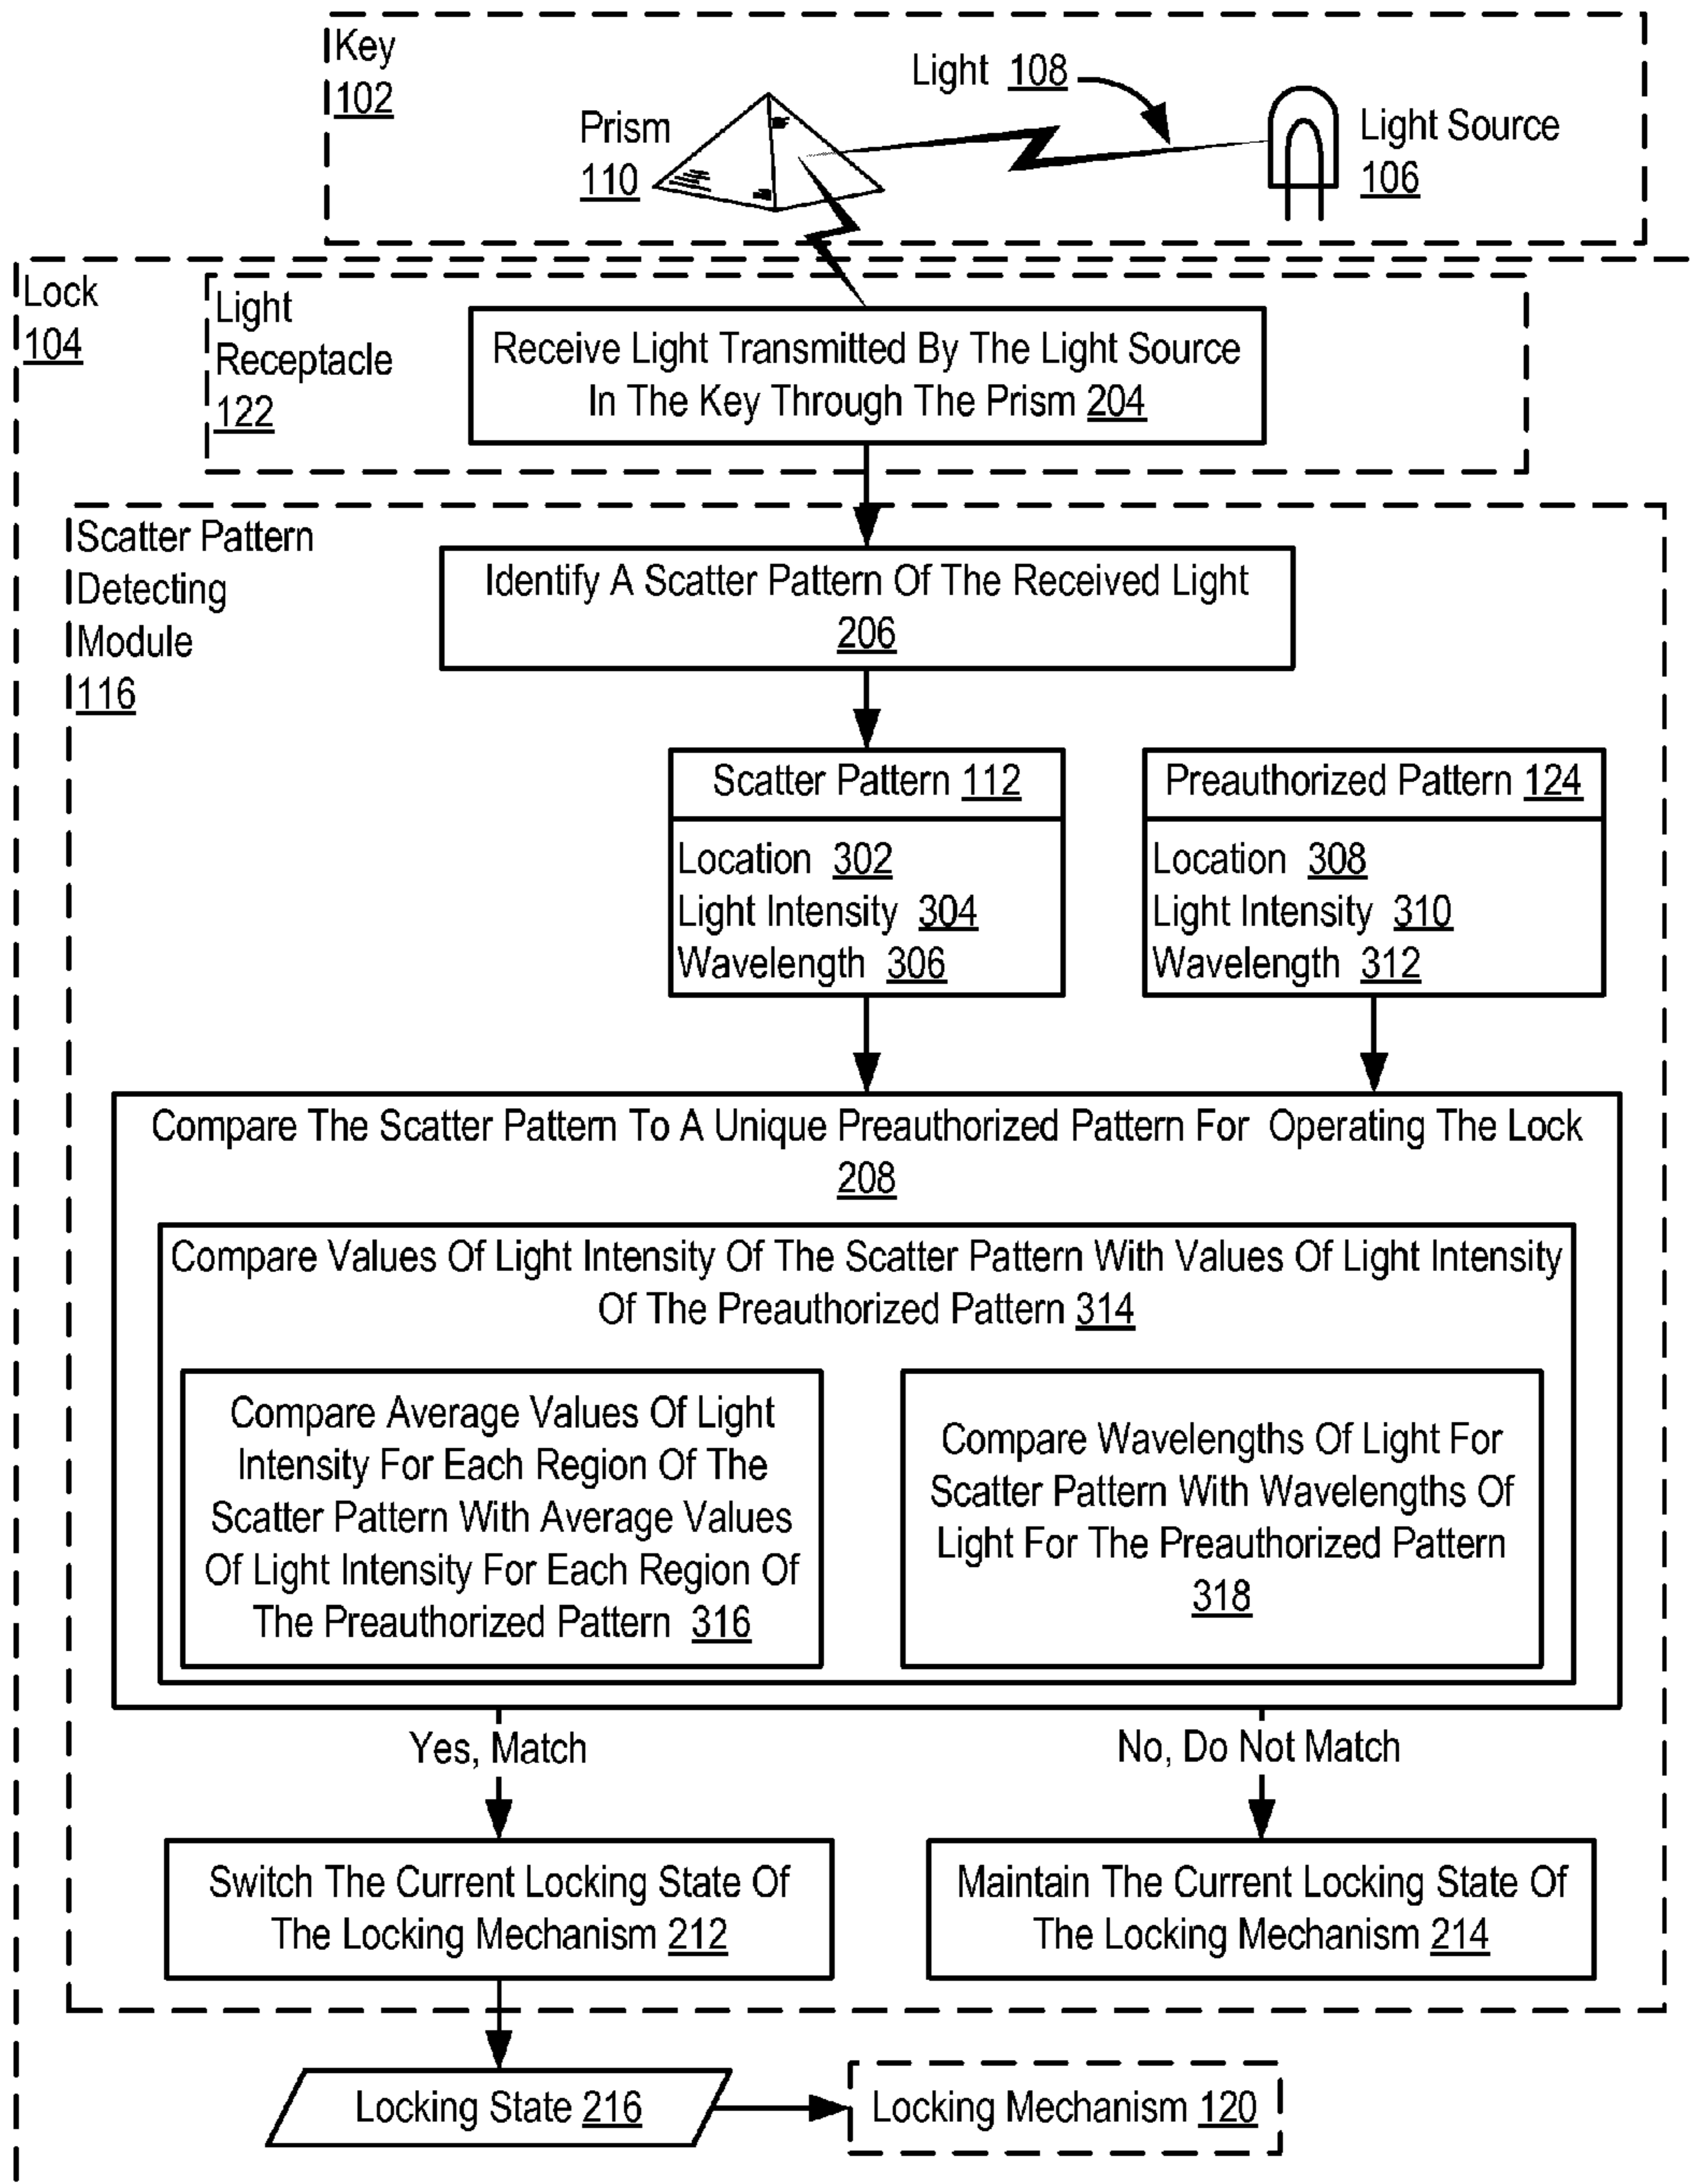 Key
102
Light 108
Prism
110
Light Source
106
Lock
104
Light
Receptacle
122
Receive Light Transmitted By The Light Source
In The Key Through The Prism 204
Scatter Pattern
Detecting
Module
116
Identify A Scatter Pattern Of The Received Light
206
Scatter Pattern 112
Location 302
Light Intensity 304
Wavelength 306
Preauthorized Pattern 124
Location 308
Light Intensity 310
Wavelength 312
Compare The Scatter Pattern To A Unique Preauthorized Pattern For Operating The Lock
208
Compare Values Of Light Intensity Of The Scatter Pattern With Values Of Light Intensity
Of The Preauthorized Pattern 314
Compare Average Values Of Light
Intensity For Each Region Of The
Scatter Pattern With Average Values
Of Light Intensity For Each Region Of
The Preauthorized Pattern 316
Compare Wavelengths Of Light For
Scatter Pattern With Wavelengths Of
Light For The Preauthorized Pattern
318
Yes, Match
No, Do Not Match
Switch The Current Locking State Of
The Locking Mechanism 212
Maintain The Current Locking State Of
The Locking Mechanism 214
Locking State 216
Locking Mechanism 120